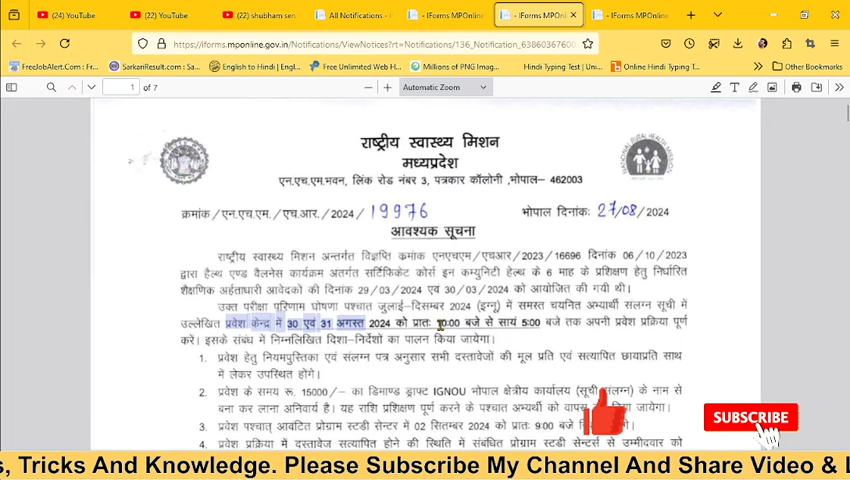 (24) YouTube
(22) YouTube
(22) shubham sen
All Notifications - (
- IForms MPOnline
- IForms MPOn
- IForms MPOnline
https://iforms.mponline.gov.in/Notifications/ViewNotices?rt=Notifications/136_Notification_63860367600
FreeJobAlert.Com : ...
SarkariResult.com : Sa...
English to Hindi | Eng...
Free Unlimited Web H...
Millions of PNG Imag...
Hindi Typing Test | Uni...
Online Hindi Typing T...
Other Bookmarks
1 of 7
Automatic Zoom
राष्ट्रीय स्वास्थ्य मिशन
मध्यप्रदेश
एन.एच.एम.भवन, लिंक रोड नंबर 3, पत्रकार कॉलोनी ,भोपाल– 462003
क्रमांक/एन.एच.एम./एच.आर./2024/ 19976 भोपाल दिनांकः 27/08/2024
आवश्यक सूचना
राष्ट्रीय स्वास्थ्य मिशन अन्तर्गत विज्ञप्ति क्रमांक एनएचएम/एचआर/2023/16696 दिनांक 06/10/2023
द्वारा हैल्थ एण्ड वैलनेस कार्यक्रम अंतर्गत सर्टिफिकेट कोर्स इन कम्युनिटी हेल्थ के 6 माह के प्रशिक्षण हेतु निर्धारित
शैक्षणिक अर्हताधारी आवेदकों की दिनांक 29/03/2024 एवं 30/03/2024 को आयोजित की गयी थी।
उक्त परीक्षा परिणाम घोषणा पश्चात जुलाई-दिसम्बर 2024 (इग्नू) में समस्त चयनित अभ्यार्थी संलग्न सूची में
उल्लेखित प्रवेश केन्द्र में 30 एवं 31 अगस्त 2024 को प्रातः 10:00 बजे से सायं 5:00 बजे तक अपनी प्रवेश प्रक्रिया पूर्ण
करें। इसके संबंध में निम्नलिखित दिशा-निर्देशों का पालन किया जायेगा।
1. प्रवेश हेतु नियमपुस्तिका एवं संलग्न पत्र अनुसार सभी दस्तावेजों की मूल प्रति एवं सत्यापित छायाप्रति साथ
में लेकर उपस्थित होगे।
2. प्रवेश के समय रू. 15000/– का डिमाण्ड ड्राफ्ट IGNOU भोपाल क्षेत्रीय कार्यालय (सूची संलग्न) के नाम से
बना कर लाना अनिवार्य है। यह राशि प्रशिक्षण पूर्ण करने के पश्चात अभ्यर्थी को वापस की जायेगा।
3. प्रवेश पश्चात् आवंटित प्रोग्राम स्टडी सेन्टर में 02 सितम्बर 2024 को प्रातः 9:00 बजे
4. प्रवेश प्रक्रिया में दस्तावेज सत्यापित होने की स्थिति में संबंधित प्रोग्राम स्टडी सेन्टर्स से उम्मीदवार को
SUBSCRIBE
s, Tricks And Knowledge. Please Subscribe My Channel And Share Video & L